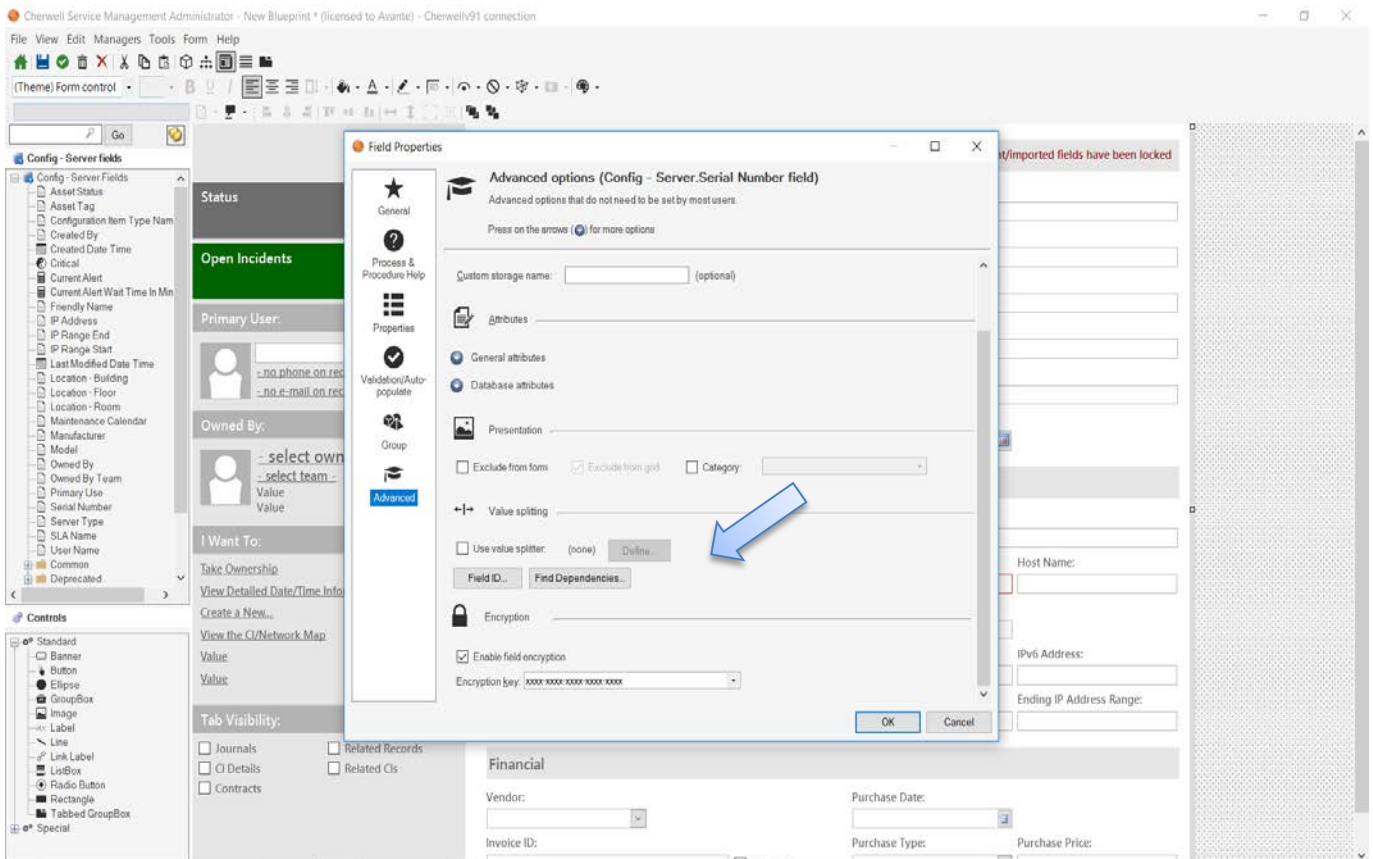 Cherwell Service Management Administrator - New Blueprint * (licensed to Avante) - Cherwellv91 connection
File View Edit Managers Tools Form Help
(Theme) Form control
B U I
Go
Config - Server fields
Config - Server Fields
Asset Status
Asset Tag
Configuration Item Type Nam
Created By
Created Date Time
Critical
Current Alert
Current Alert Wait Time In Min
Friendly Name
IP Address
IP Range End
IP Range Start
Last Modified Date Time
Location - Building
Location - Floor
Location - Room
Maintenance Calendar
Manufacturer
Model
Owned By
Owned By Team
Primary Use
Serial Number
Server Type
SLA Name
User Name
Common
Deprecated
Controls
Standard
Banner
Button
Ellipse
GroupBox
Image
Label
Line
Link Label
ListBox
Radio Button
Rectangle
Tabbed GroupBox
Special
Status
Open Incidents
Primary User:
- no phone on rec
- no e-mail on rec
Owned By:
- select own
- select team -
Value
Value
I Want To:
Take Ownership
View Detailed Date/Time Info
Create a New...
View the CI/Network Map
Value
Value
Tab Visibility:
Journals Related Records
CI Details Related CIs
Contracts
Field Properties
General
Process &
Procedure Help
Properties
Validation/Auto-
populate
Group
Advanced
Advanced options (Config - Server.Serial Number field)
Advanced options that do not need to be set by most users.
Press on the arrows ( ) for more options
Custom storage name: (optional)
Attributes
General attributes
Database attributes
Presentation
Exclude from form Exclude from grid Category:
Value splitting
Use value splitter: (none) Define...
Field ID... Find Dependencies...
Encryption
Enable field encryption
Encryption key: xxxx-xxxx-xxxx-xxxx-xxxx
OK Cancel
nt/imported fields have been locked
Host Name:
IPv6 Address:
Ending IP Address Range:
Financial
Vendor: Purchase Date:
Invoice ID: Purchase Type: Purchase Price: